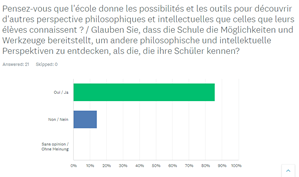 Pensez-vous que l'école donne les possibilités et les outils pour découvrir
d'autres perspective philosophiques et intellectuelles que celles que leurs
élèves connaissent ? / Glauben Sie, dass die Schule die Möglichkeiten und
Werkzeuge bereitstellt, um andere philosophische und intellektuelle
Perspektiven zu entdecken, als die, die ihre Schüler kennen?
Answered: 21 Skipped: 0
Oui / Ja
Non / Nein
Sans opinion /
Ohne Meinung
0% 10% 20% 30% 40% 50% 60% 70% 80% 90% 100%